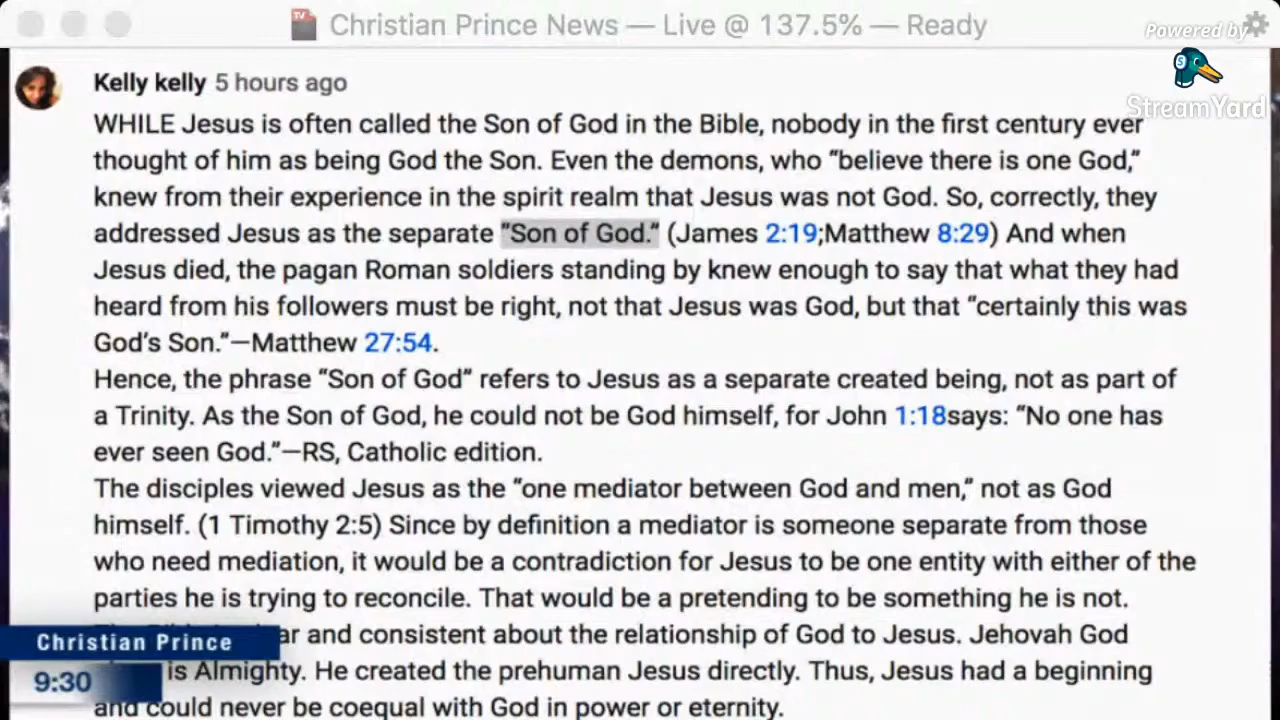 Christian Prince News — Live @ 137.5% — Ready
Powered by
StreamYard
Kelly kelly 5 hours ago
WHILE Jesus is often called the Son of God in the Bible, nobody in the first century ever
thought of him as being God the Son. Even the demons, who “believe there is one God,”
knew from their experience in the spirit realm that Jesus was not God. So, correctly, they
addressed Jesus as the separate “Son of God.” (James 2:19;Matthew 8:29) And when
Jesus died, the pagan Roman soldiers standing by knew enough to say that what they had
heard from his followers must be right, not that Jesus was God, but that “certainly this was
God’s Son.”—Matthew 27:54.
Hence, the phrase “Son of God” refers to Jesus as a separate created being, not as part of
a Trinity. As the Son of God, he could not be God himself, for John 1:18says: “No one has
ever seen God.”—RS, Catholic edition.
The disciples viewed Jesus as the “one mediator between God and men,” not as God
himself. (1 Timothy 2:5) Since by definition a mediator is someone separate from those
who need mediation, it would be a contradiction for Jesus to be one entity with either of the
parties he is trying to reconcile. That would be a pretending to be something he is not.
and consistent about the relationship of God to Jesus. Jehovah God
is Almighty. He created the prehuman Jesus directly. Thus, Jesus had a beginning
and could never be coequal with God in power or eternity.
Christian Prince
9:30